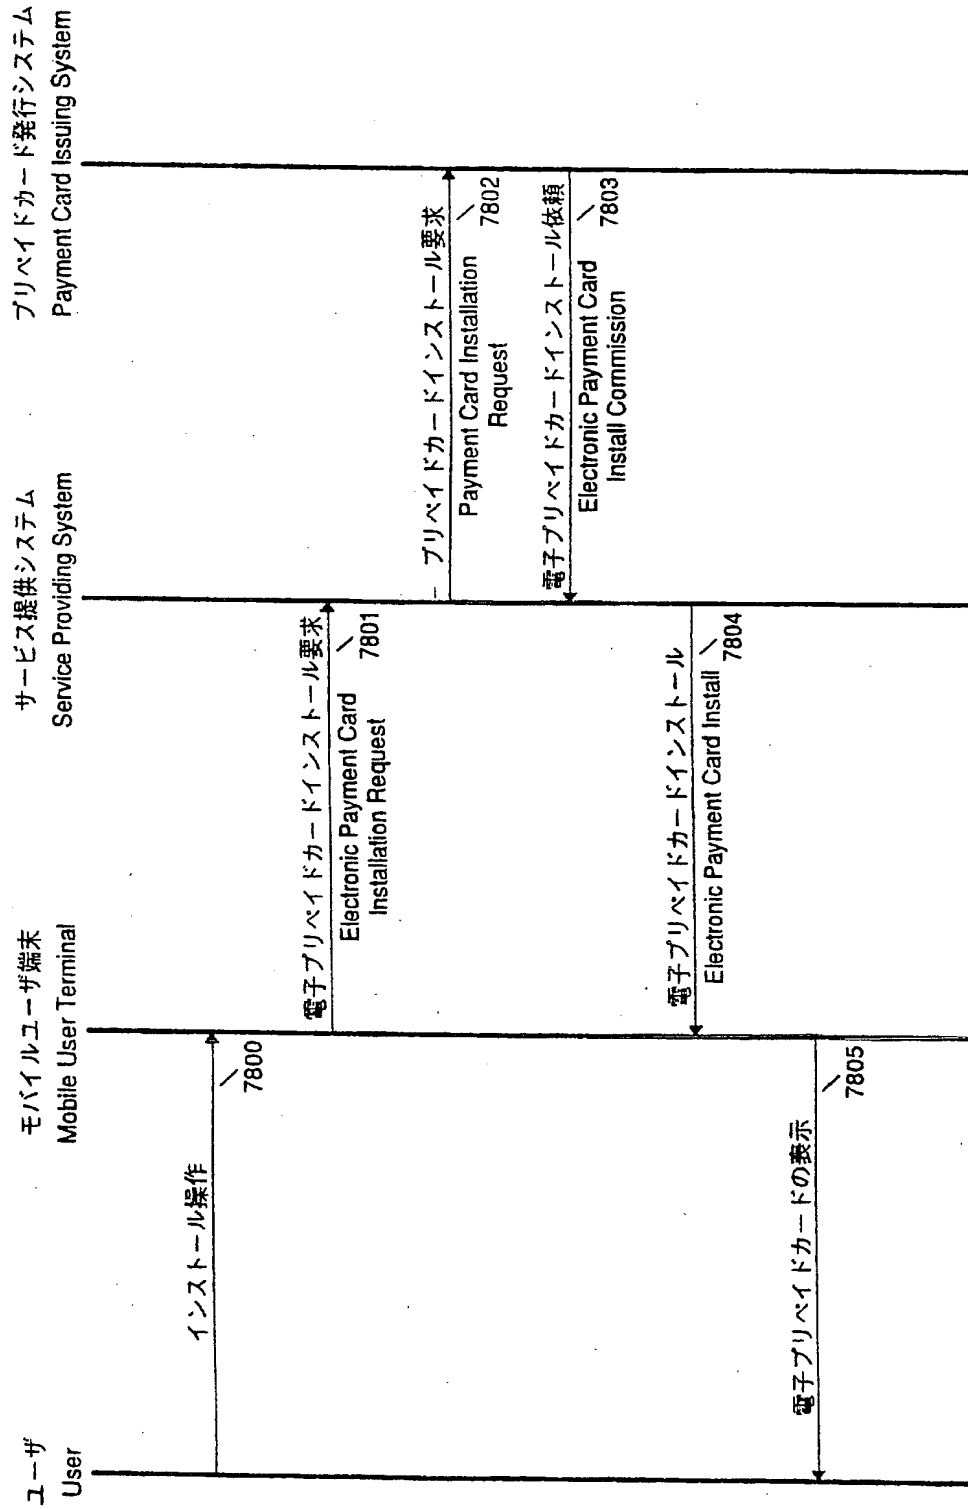 ユーザ
User
モバイルユーザ端末
Mobile User Terminal
サービス提供システム
Service Providing System
プリペイドカード発行システム
Payment Card Issuing System
インストール操作
7800
電子プリペイドカードインストール要求
7801
Electronic Payment Card
Installation Request
プリペイドカードインストール要求
7802
Payment Card Installation
Request
電子プリペイドカードインストール依頼
7803
Electronic Payment Card
Install Commission
電子プリペイドカードインストール
7804
Electronic Payment Card Install
電子プリペイドカードの表示
7805